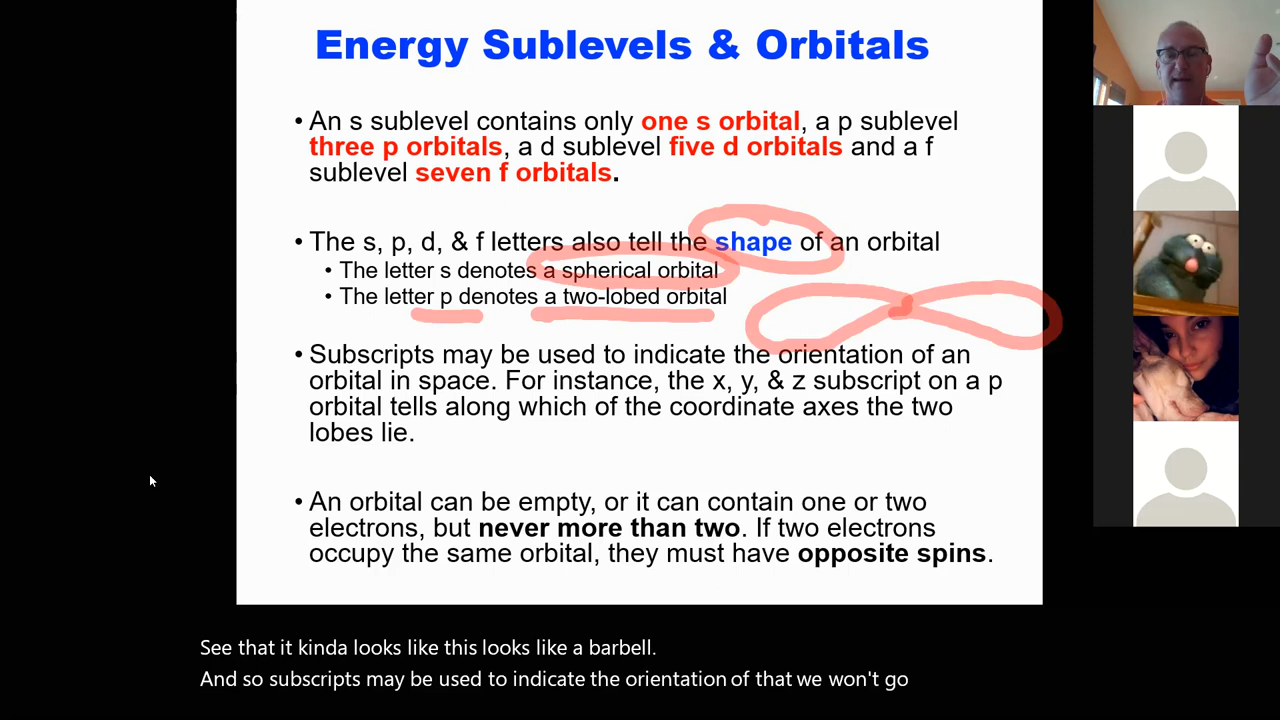 Energy Sublevels & Orbitals
• An s sublevel contains only one s orbital, a p sublevel
three p orbitals, a d sublevel five d orbitals and a f
sublevel seven f orbitals.
• The s, p, d, & f letters also tell the shape of an orbital
• The letter s denotes a spherical orbital
• The letter p denotes a two-lobed orbital
• Subscripts may be used to indicate the orientation of an
orbital in space. For instance, the x, y, & z subscript on a p
orbital tells along which of the coordinate axes the two
lobes lie.
• An orbital can be empty, or it can contain one or two
electrons, but never more than two. If two electrons
occupy the same orbital, they must have opposite spins.
See that it kinda looks like this looks like a barbell.
And so subscripts may be used to indicate the orientation of that we won't go